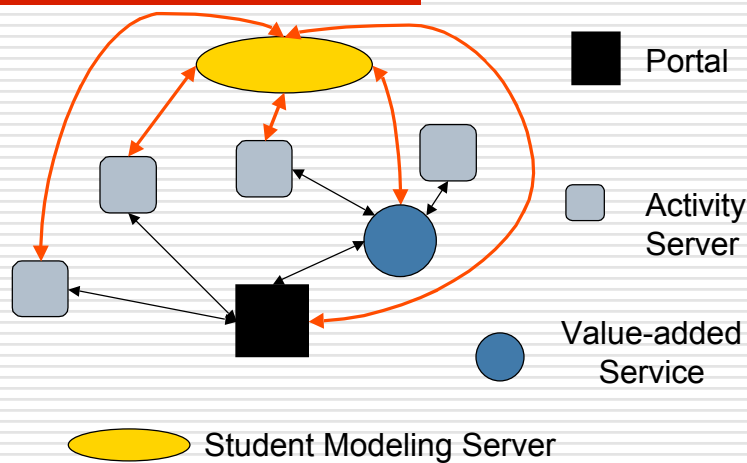 Portal
Activity
Server
Value-added
Service
Student Modeling Server